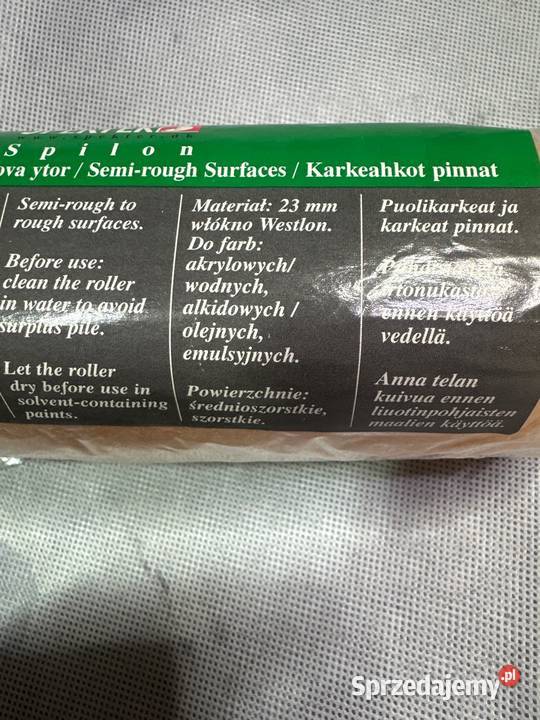 Spilon
ova ytor / Semi-rough Surfaces / Karkeahkot pinnat
Semi-rough to
rough surfaces.
Before use:
clean the roller
in water to avoid
surplus pile.
Let the roller
dry before use in
solvent-containing
paints.
Materiał: 23 mm
włókno Westlon.
Do farb:
akrylowych/
wodnych,
alkidowych /
olejnych,
emulsyjnych.
Powierzchnie:
średnioszorstkie,
szorstkie.
Puolikarkeat ja
karkeat pinnat.
ennen käyttöä
vedellä.
Anna telan
kuivua ennen
liuotinpohjaisten
maalien käyttöä.
Sprzedajemy.pl